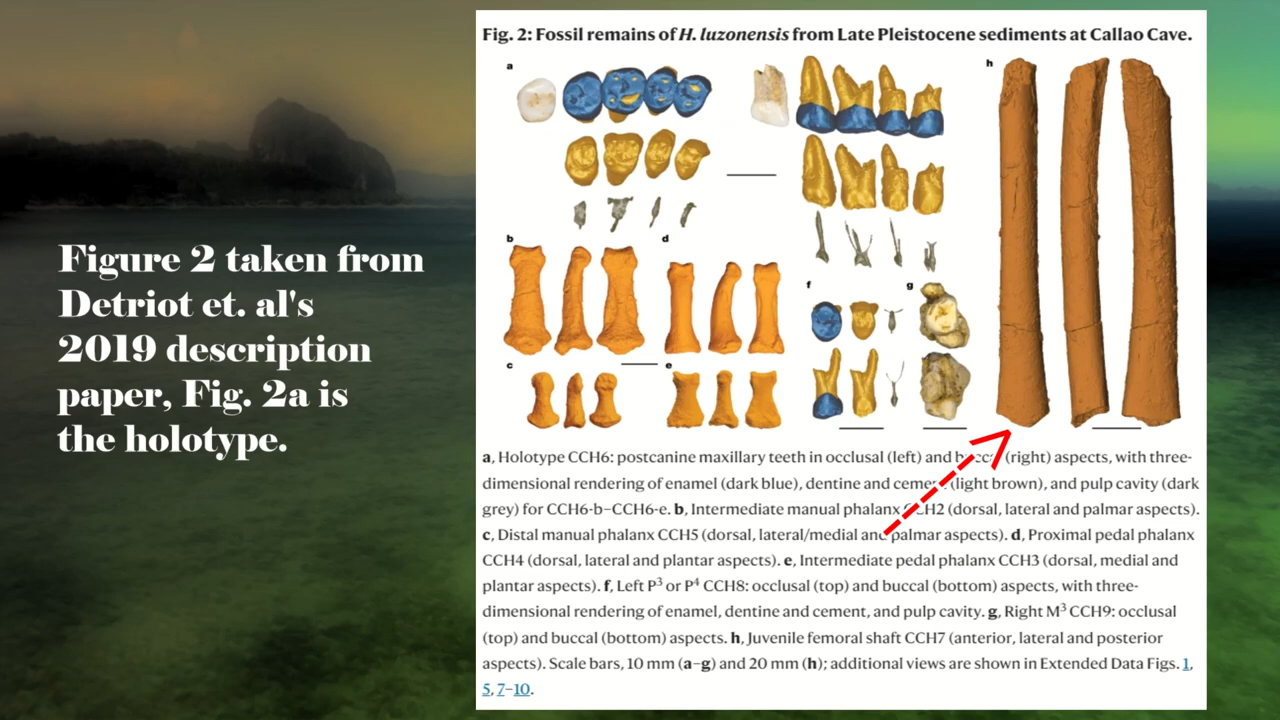 Figure 2 taken from
Detriot et. al's
2019 description
paper, Fig. 2a is
the holotype.
Fig. 2: Fossil remains of H. luzonensis from Late Pleistocene sediments at Callao Cave.
a
h
b
d
f
g
c
e
a, Holotype CCH6: postcanine maxillary teeth in occlusal (left) and buccal (right) aspects, with three-
dimensional rendering of enamel (dark blue), dentine and cement (light brown), and pulp cavity (dark
grey) for CCH6-b–CCH6-e. b, Intermediate manual phalanx CCH2 (dorsal, lateral and palmar aspects).
c, Distal manual phalanx CCH5 (dorsal, lateral/medial and palmar aspects). d, Proximal pedal phalanx
CCH4 (dorsal, lateral and plantar aspects). e, Intermediate pedal phalanx CCH3 (dorsal, medial and
plantar aspects). f, Left P³ or P⁴ CCH8: occlusal (top) and buccal (bottom) aspects, with three-
dimensional rendering of enamel, dentine and cement, and pulp cavity. g, Right M³ CCH9: occlusal
(top) and buccal (bottom) aspects. h, Juvenile femoral shaft CCH7 (anterior, lateral and posterior
aspects). Scale bars, 10 mm (a–g) and 20 mm (h); additional views are shown in Extended Data Figs. 1,
5, 7–10.